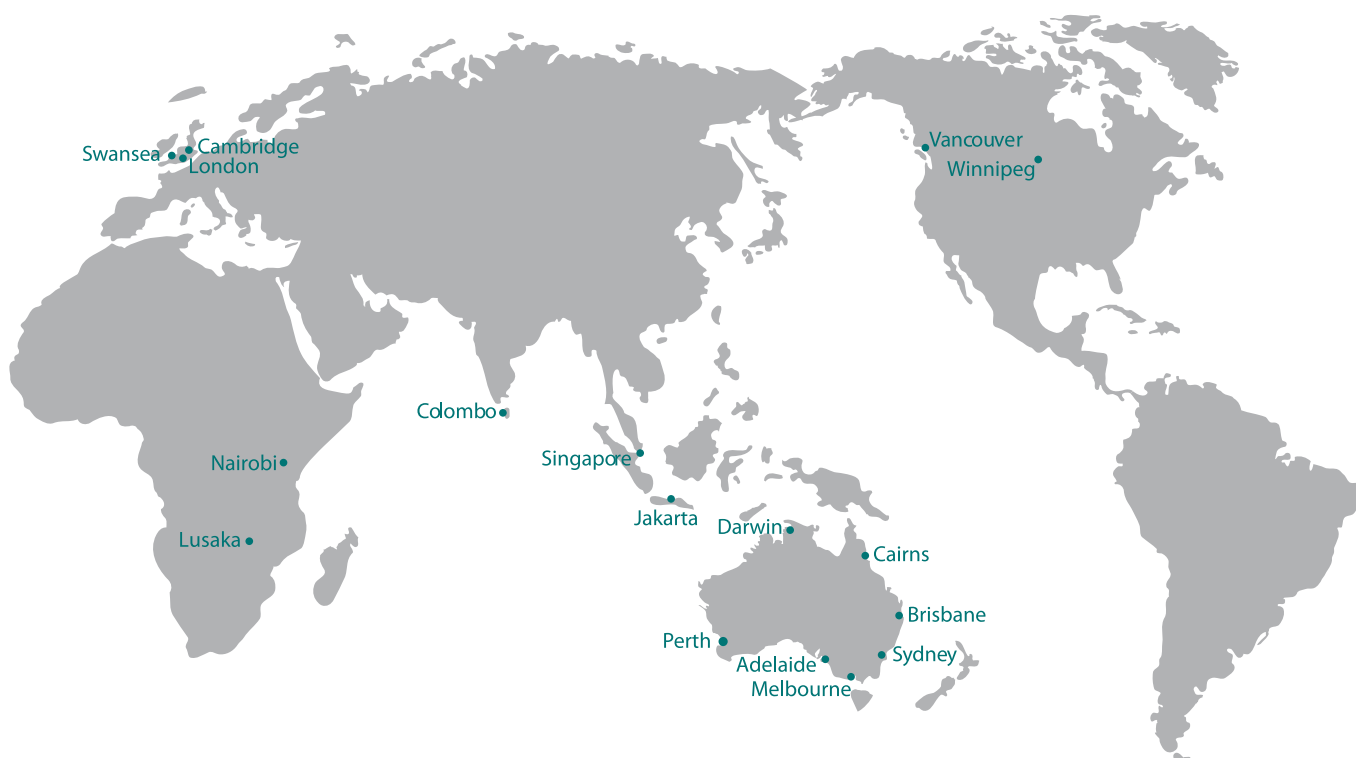 Vancouver
Cambridge
Swansea
London
Winnipeg
Colombo
Singapore
Nairobi
Jakarta
Darwin
Lusaka
Cairns
Brisbane
Perth
Sydney
Adelaide
Melbourne